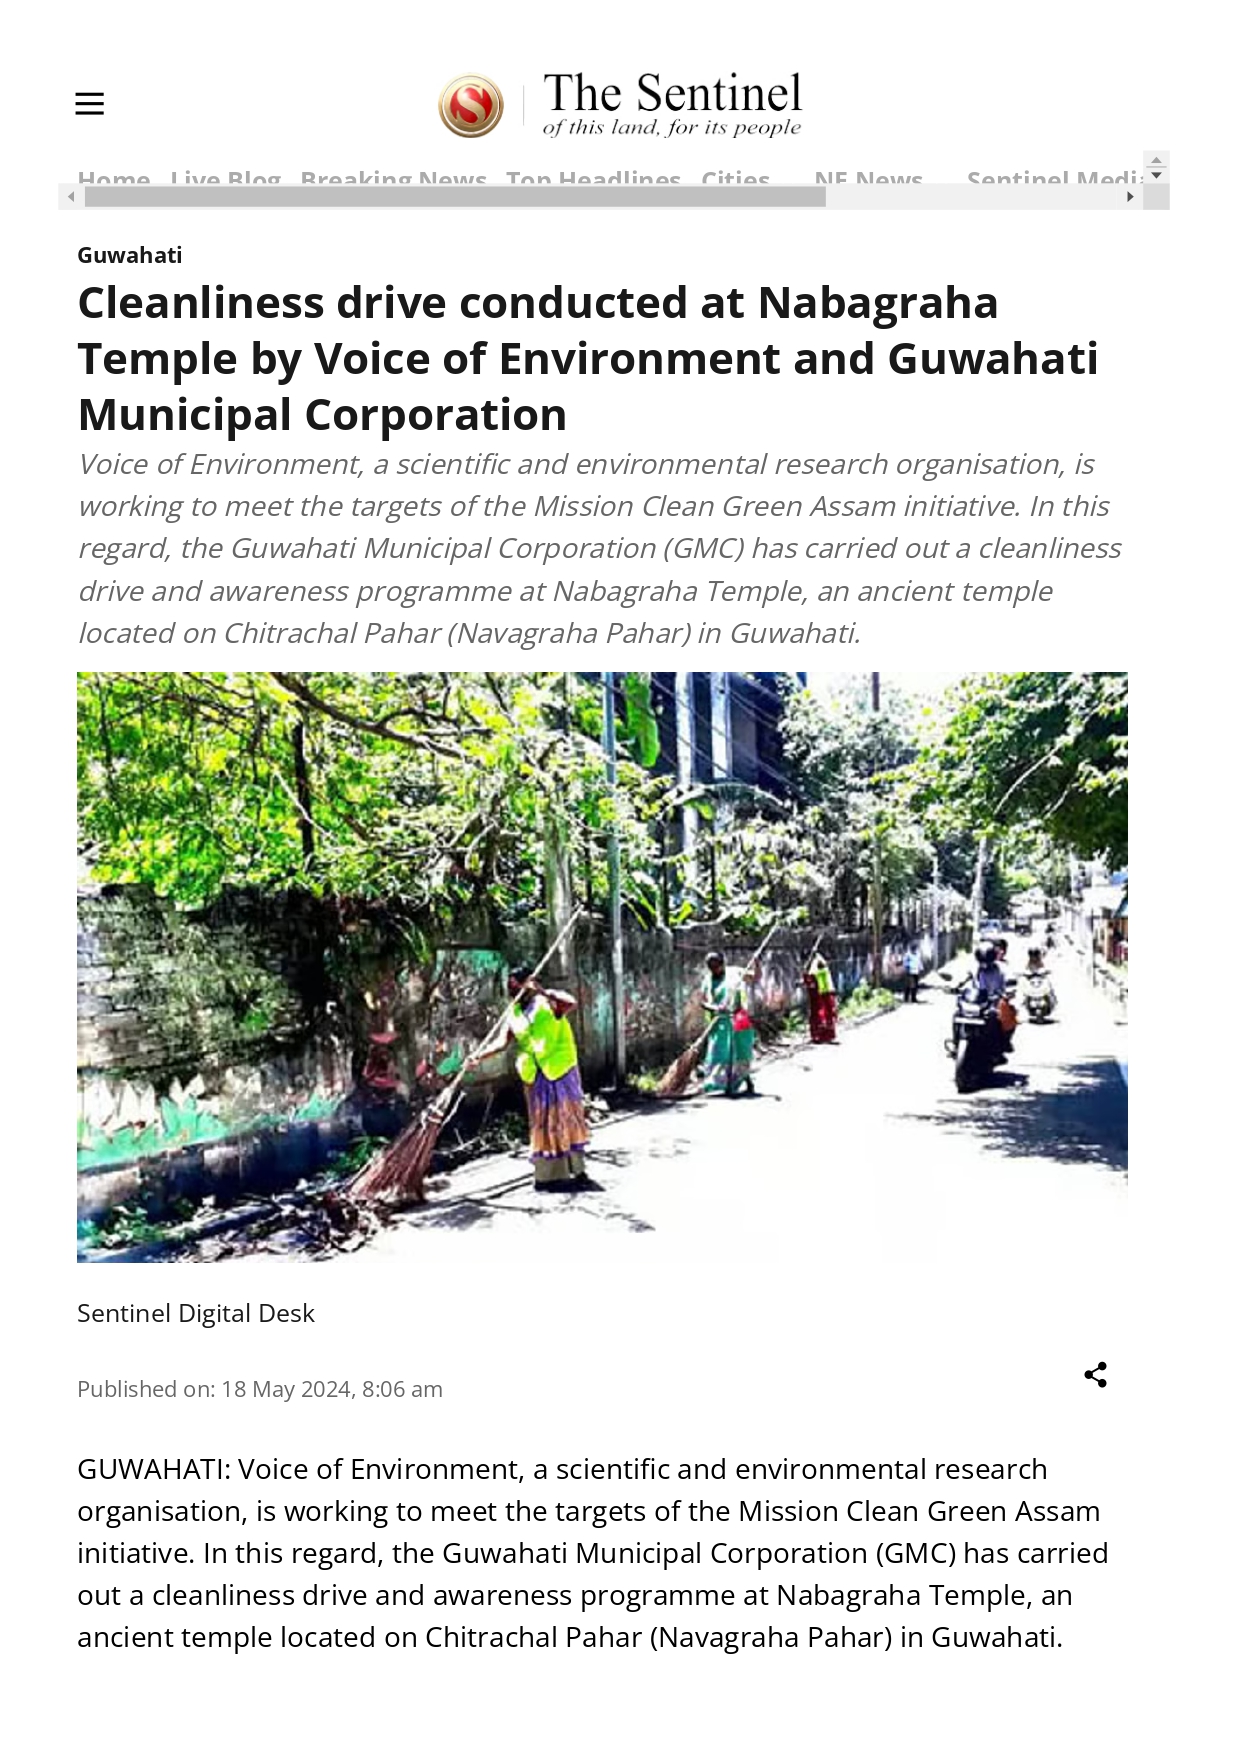 The Sentinel
of this land, for its people
Home Live Blog Breaking News Top Headlines Cities NE News Sentinel Media
Guwahati
Cleanliness drive conducted at Nabagraha
Temple by Voice of Environment and Guwahati
Municipal Corporation
Voice of Environment, a scientific and environmental research organisation, is
working to meet the targets of the Mission Clean Green Assam initiative. In this
regard, the Guwahati Municipal Corporation (GMC) has carried out a cleanliness
drive and awareness programme at Nabagraha Temple, an ancient temple
located on Chitrachal Pahar (Navagraha Pahar) in Guwahati.
Sentinel Digital Desk
Published on: 18 May 2024, 8:06 am
GUWAHATI: Voice of Environment, a scientific and environmental research
organisation, is working to meet the targets of the Mission Clean Green Assam
initiative. In this regard, the Guwahati Municipal Corporation (GMC) has carried
out a cleanliness drive and awareness programme at Nabagraha Temple, an
ancient temple located on Chitrachal Pahar (Navagraha Pahar) in Guwahati.